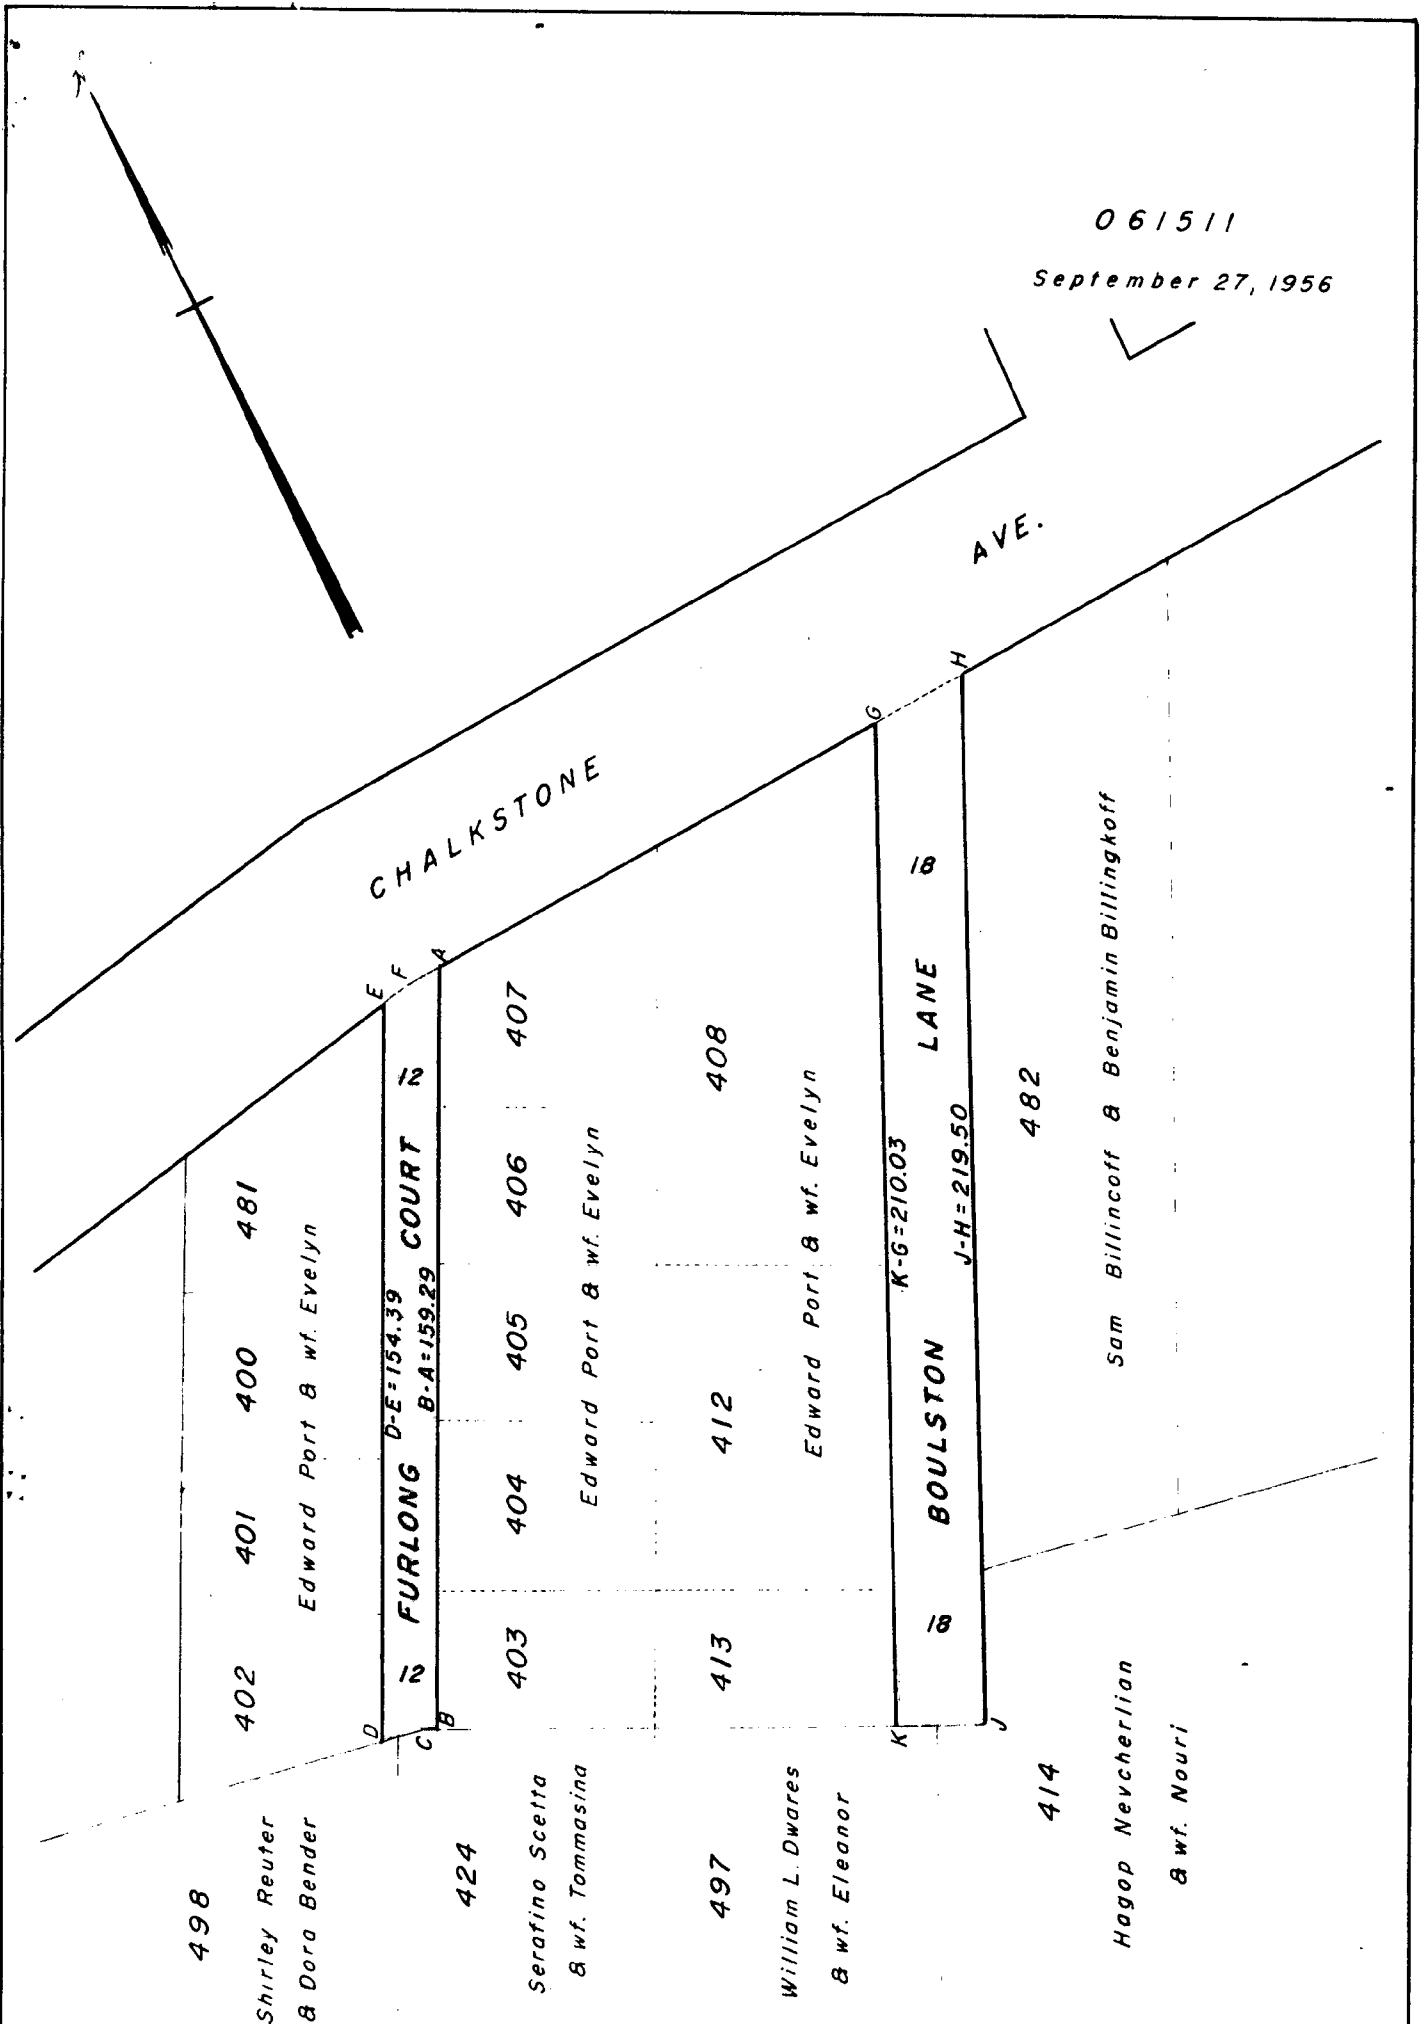 061511
September 27, 1956
CHALKSTONE AVE.
H
G
A
F
E
18
BOULSTON LANE
K-G=210.03
J-H=219.50
18
482
Sam Billincoff & Benjamin Billingkoff
12
FURLONG COURT
D-E=154.39
B-A=159.29
12
481
400
401
402
Edward Port & wf. Evelyn
407
406
405
404
403
Edward Port & wf. Evelyn
408
412
413
Edward Port & wf. Evelyn
D
C
B
K
J
498
Shirley Reuter
& Dora Bender
424
Serafino Scetta
& wf. Tommasina
497
William L. Dwares
& wf. Eleanor
414
Hagop Nevcherlian
& wf. Nouri